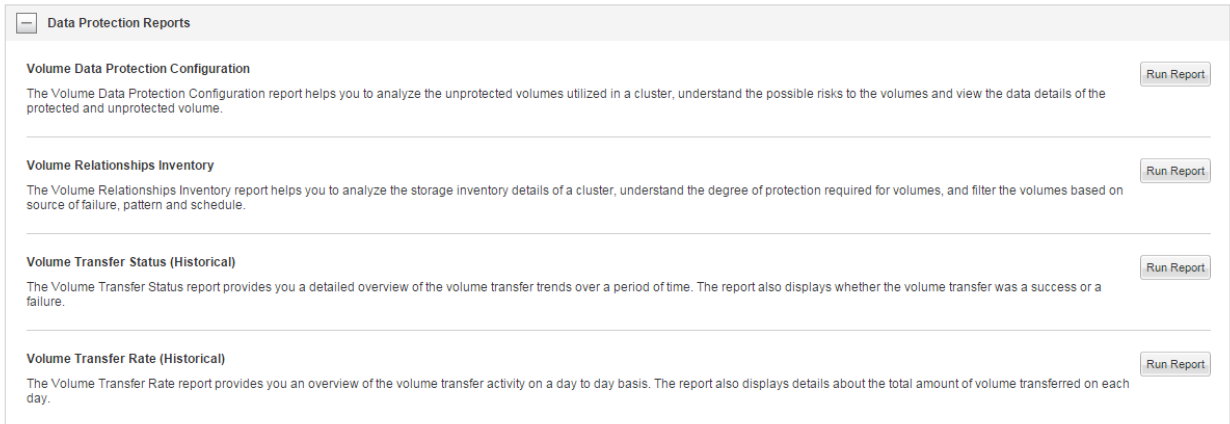 Data Protection Reports
Volume Data Protection Configuration
Run Report
The Volume Data Protection Configuration report helps you to analyze the unprotected volumes utilized in a cluster, understand the possible risks to the volumes and view the data details of the
protected and unprotected volume.
Volume Relationships Inventory
Run Report
The Volume Relationships Inventory report helps you to analyze the storage inventory details of a cluster, understand the degree of protection required for volumes, and filter the volumes based on
source of failure, pattern and schedule.
Volume Transfer Status (Historical)
Run Report
The Volume Transfer Status report provides you a detailed overview of the volume transfer trends over a period of time. The report also displays whether the volume transfer was a success or a
failure.
Volume Transfer Rate (Historical)
Run Report
The Volume Transfer Rate report provides you an overview of the volume transfer activity on a day to day basis. The report also displays details about the total amount of volume transferred on each
day.